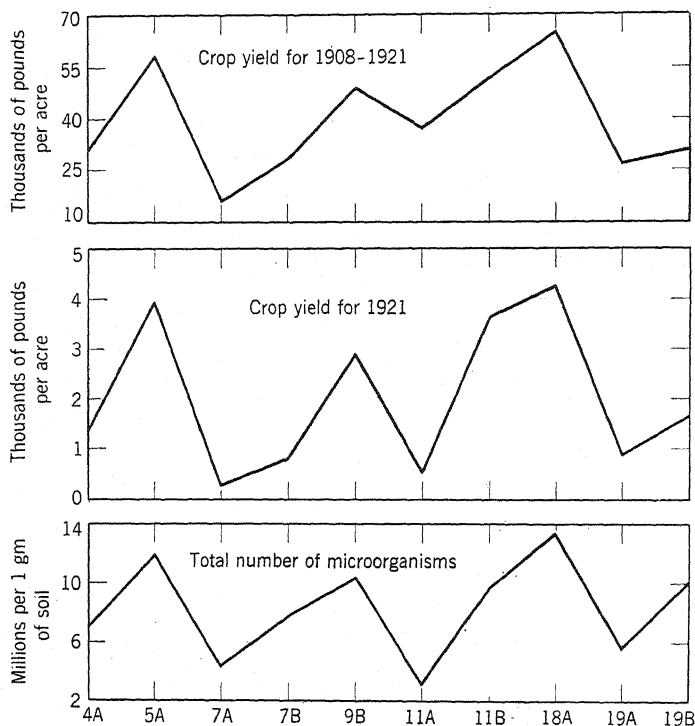 70
55
40
25
10
Thousands of pounds
per acre
Crop yield for 1908-1921
5
4
3
2
1
0
Thousands of pounds
per acre
Crop yield for 1921
14
10
6
2
Millions per 1 gm
of soil
Total number of microorganisms
4A 5A 7A 7B 9B 11A 11B 18A 19A 19B